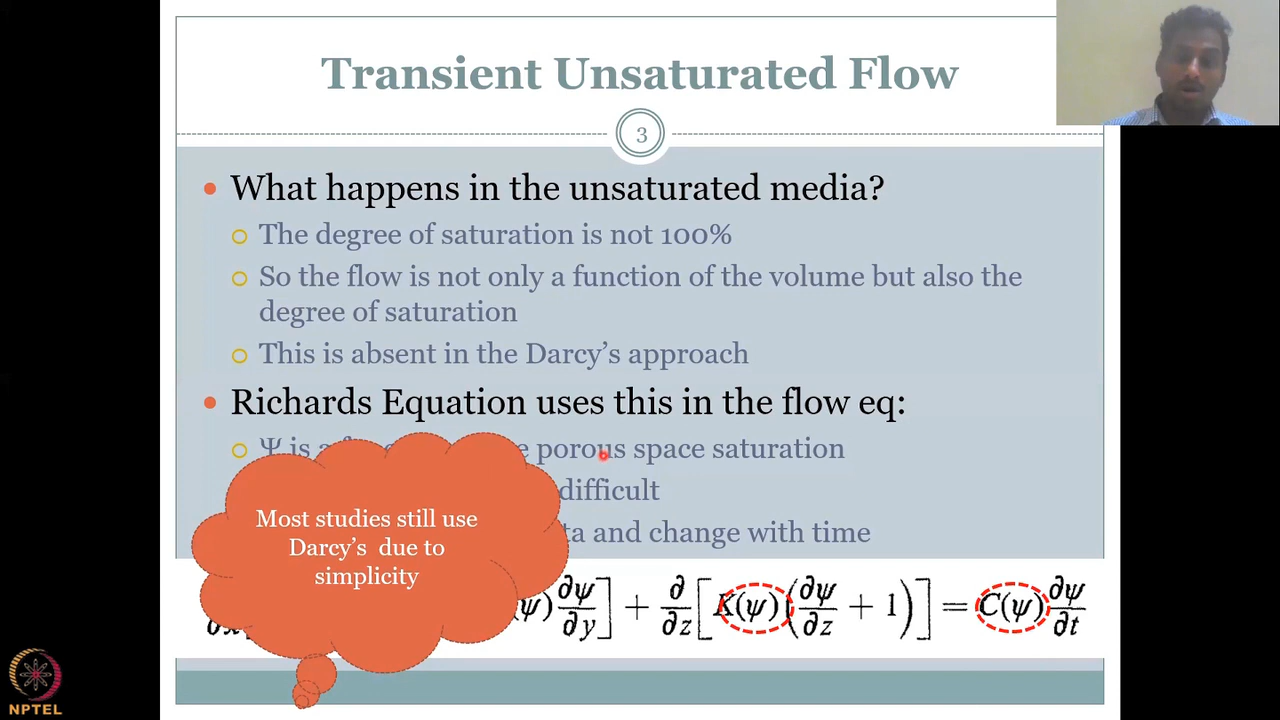 Transient Unsaturated Flow
3
What happens in the unsaturated media?
The degree of saturation is not 100%
So the flow is not only a function of the volume but also the
degree of saturation
This is absent in the Darcy's approach
Richards Equation uses this in the flow eq:
Ψ is a porous space saturation
difficult
and change with time
Most studies still use
Darcy's due to
simplicity
(ψ) ∂ψ/∂y ] + ∂/∂z [ K(ψ) ( ∂ψ/∂z + 1 ) ] = C(ψ) ∂ψ/∂t
NPTEL